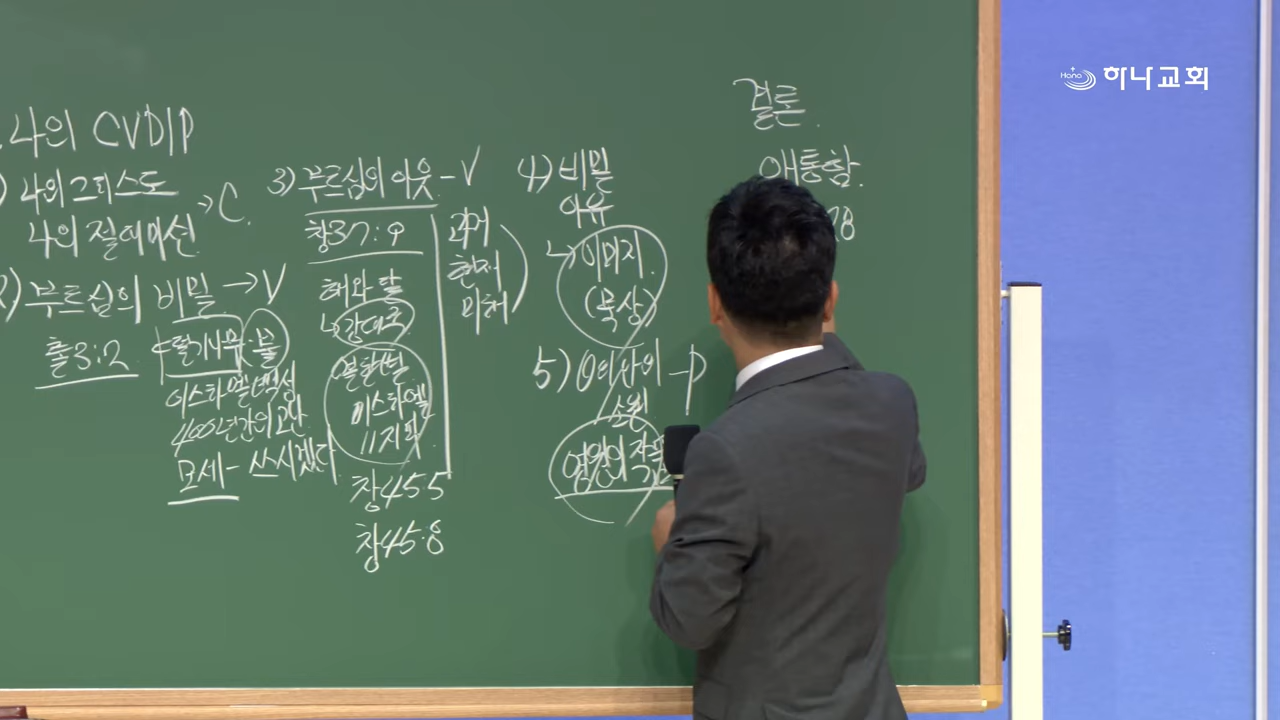 나의 CVDIP
나의 그리스도
나의 절대미션 → C.
부르심의 비밀 → V
출3:2
떨기나무·불
이스라엘 백성
400년간의 고난
모세 - 쓰시겠다
3) 부르심의 이웃 - V
창37:9
해와 달
↳ 강대국
열한별
이스라엘
11지파
창45:5
창45:8
과거
현재
미래
4) 비밀
이유
↳ 이미지
(묵상)
5) 0이 안이 - P
소원
영원의 작품
결론.
애통함.
28
Hana 하나교회